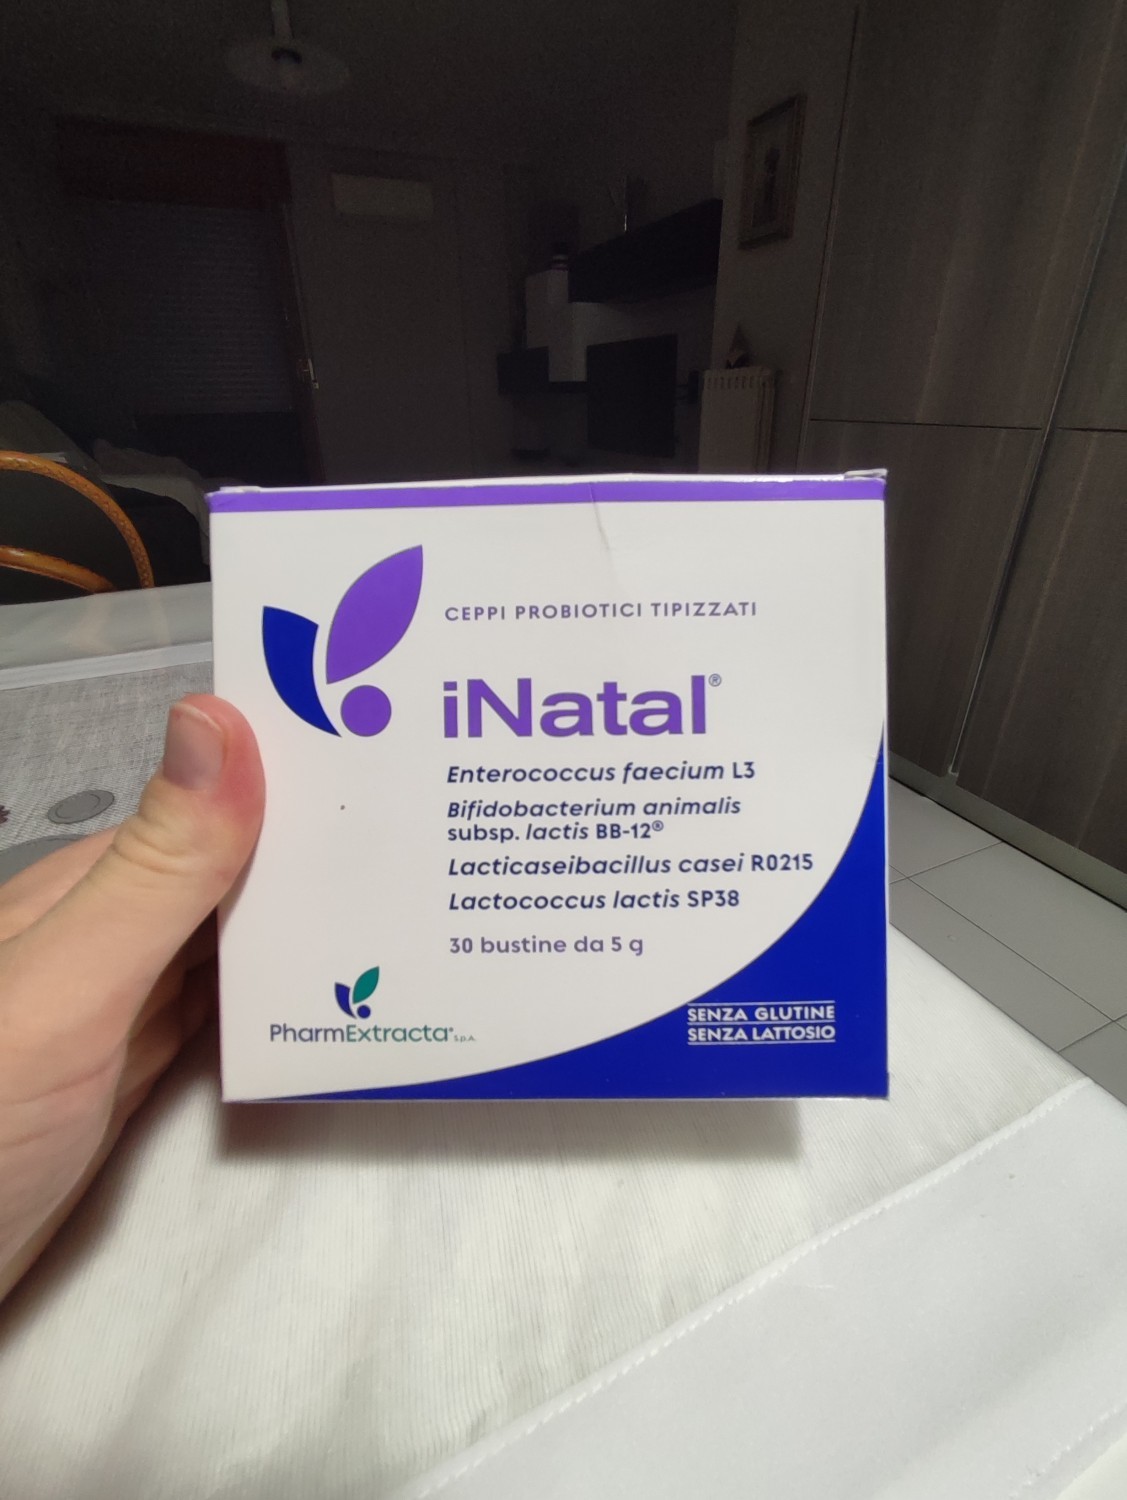 CEPPI PROBIOTICI TIPIZZATI
iNatal®
Enterococcus faecium L3
Bifidobacterium animalis
subsp. lactis BB-12®
Lacticaseibacillus casei R0215
Lactococcus lactis SP38
30 bustine da 5 g
PharmExtracta® S.p.A.
SENZA GLUTINE
SENZA LATTOSIO